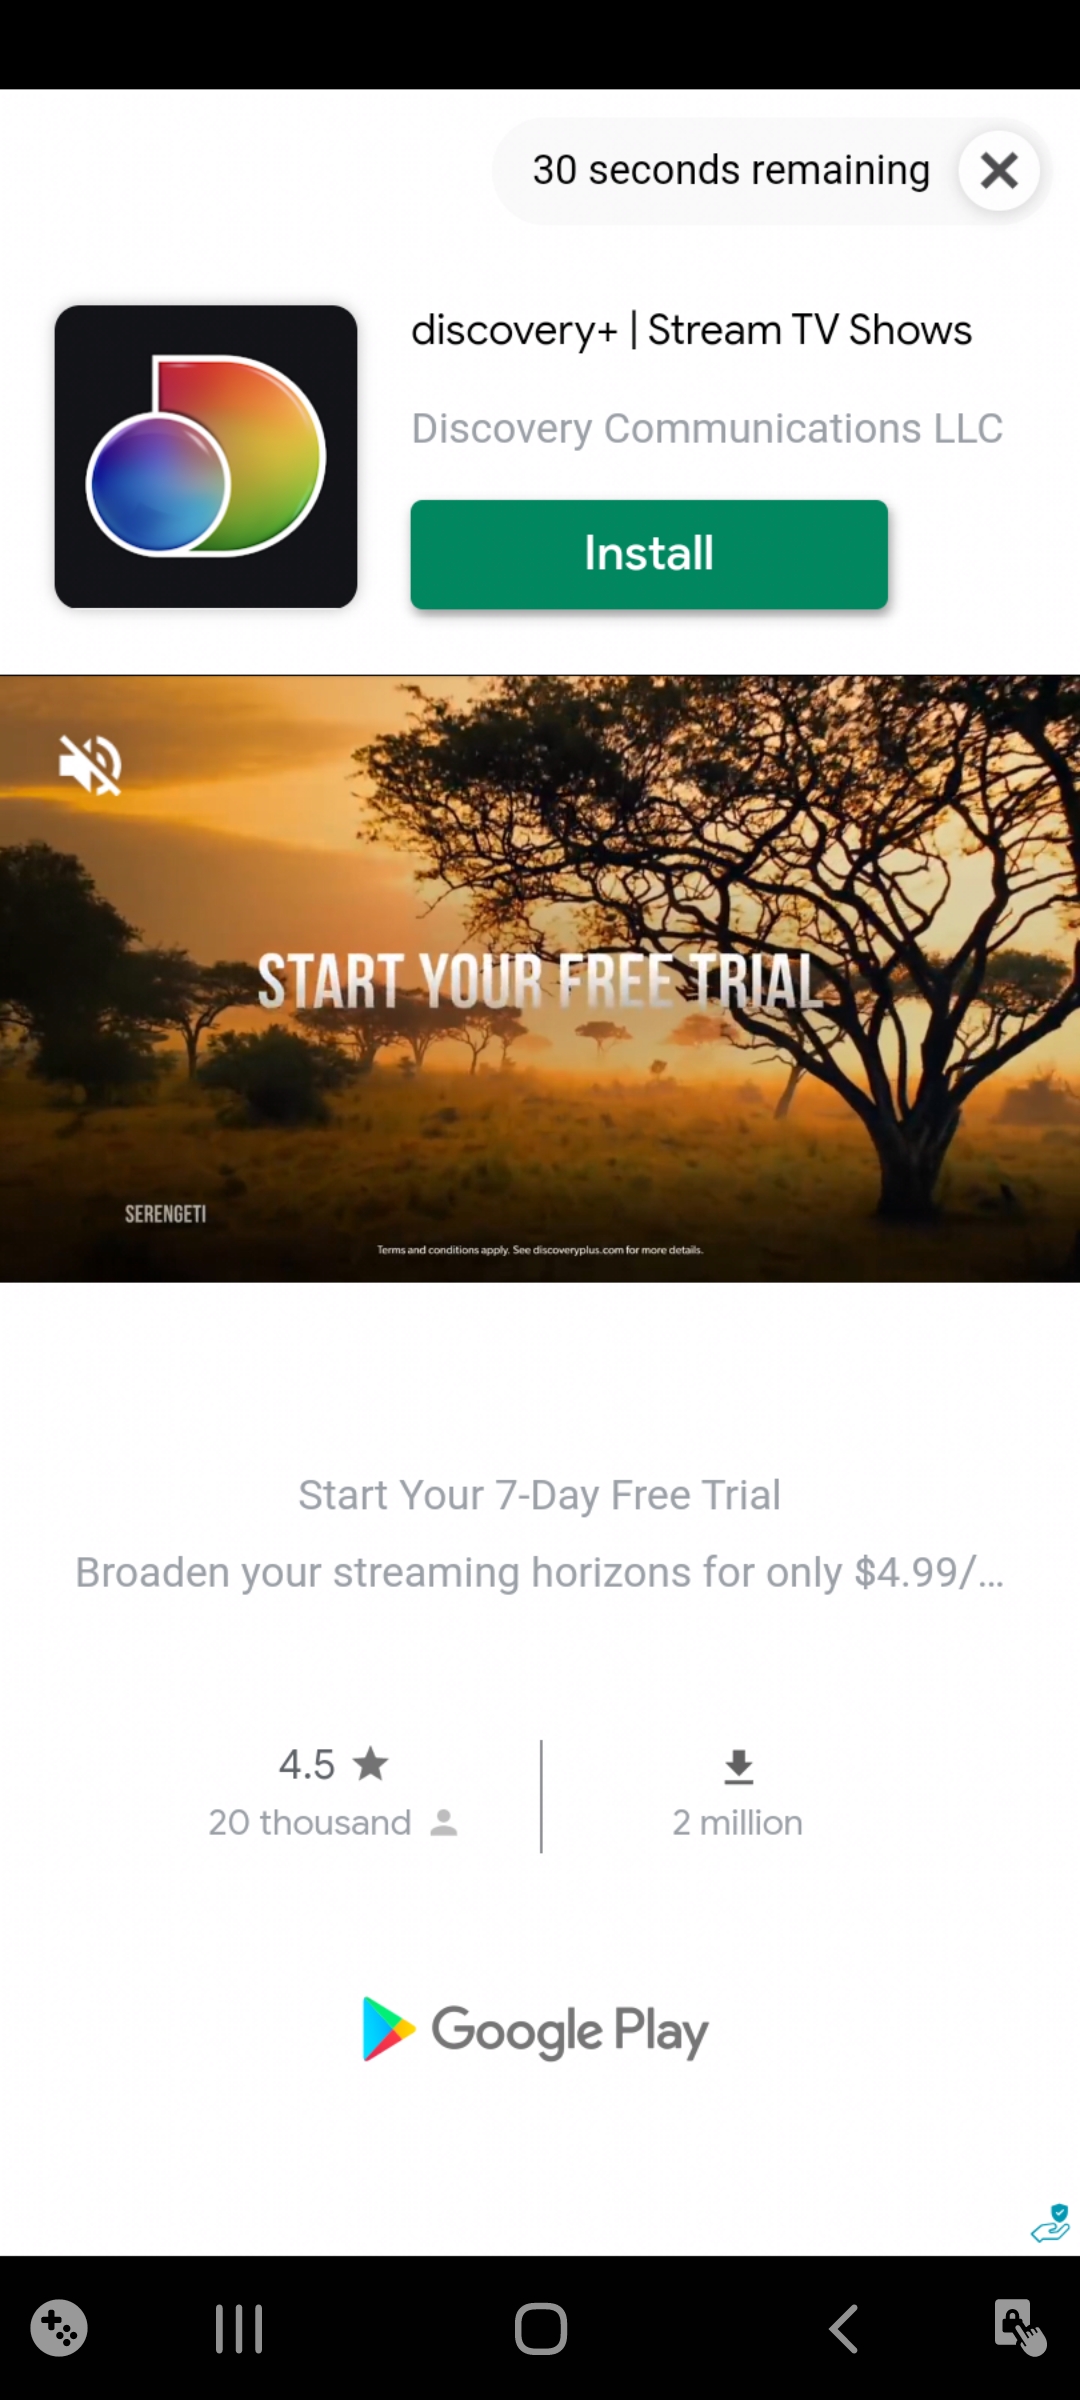 30 seconds remaining
discovery+ | Stream TV Shows
Discovery Communications LLC
Install
START YOUR FREE TRIAL
SERENGETI
Terms and conditions apply. See discoveryplus.com for more details.
Start Your 7-Day Free Trial
Broaden your streaming horizons for only $4.99/...
4.5
20 thousand
2 million
Google Play